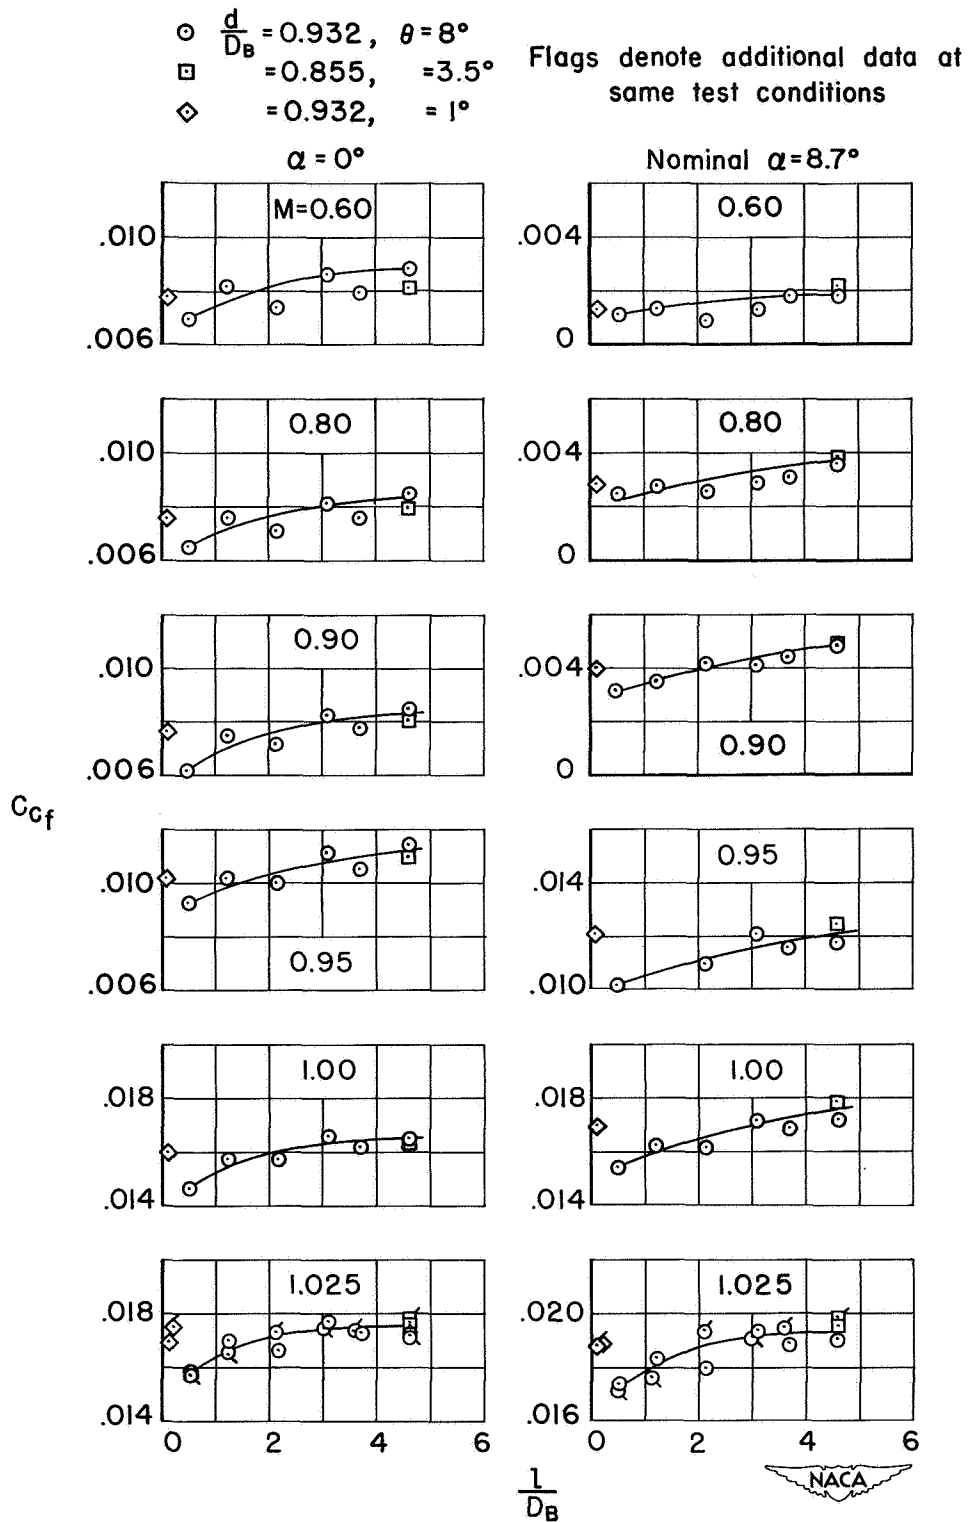 d/D_B = 0.932, θ = 8°
= 0.855, = 3.5°
= 0.932, = 1°
Flags denote additional data at
same test conditions
α = 0°
Nominal α = 8.7°
M = 0.60
.010
.006
0.60
.004
0
0.80
.010
.006
0.80
.004
0
0.90
.010
.006
.004
0.90
0
C_cf
.010
0.95
.006
0.95
.014
.010
1.00
.018
.014
1.00
.018
.014
1.025
.018
.014
0 2 4 6
1.025
.020
.016
0 2 4 6
l/D_B
NACA